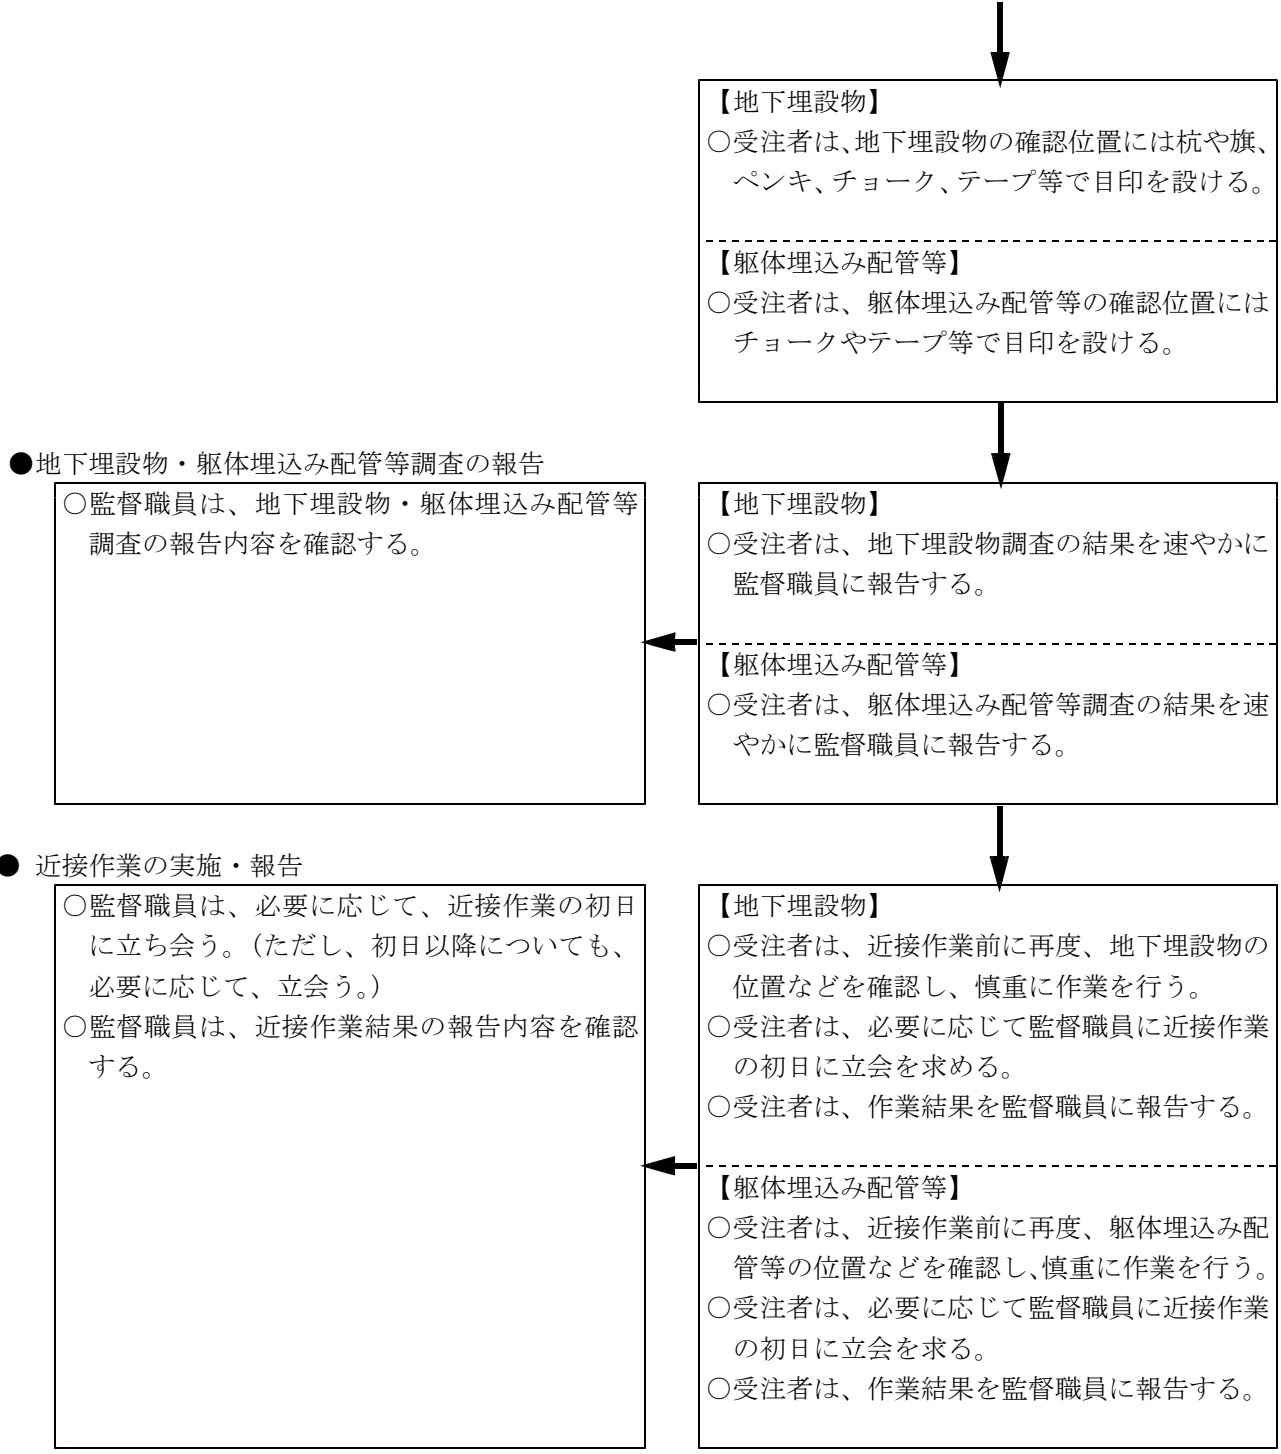 【地下埋設物】
○受注者は、地下埋設物の確認位置には杭や旗、
ペンキ、チョーク、テープ等で目印を設ける。
【躯体埋込み配管等】
○受注者は、躯体埋込み配管等の確認位置には
チョークやテープ等で目印を設ける。
●地下埋設物・躯体埋込み配管等調査の報告
○監督職員は、地下埋設物・躯体埋込み配管等
調査の報告内容を確認する。
【地下埋設物】
○受注者は、地下埋設物調査の結果を速やかに
監督職員に報告する。
【躯体埋込み配管等】
○受注者は、躯体埋込み配管等調査の結果を速
やかに監督職員に報告する。
● 近接作業の実施・報告
○監督職員は、必要に応じて、近接作業の初日
に立ち会う。（ただし、初日以降についても、
必要に応じて、立会う。）
○監督職員は、近接作業結果の報告内容を確認
する。
【地下埋設物】
○受注者は、近接作業前に再度、地下埋設物の
位置などを確認し、慎重に作業を行う。
○受注者は、必要に応じて監督職員に近接作業
の初日に立会を求める。
○受注者は、作業結果を監督職員に報告する。
【躯体埋込み配管等】
○受注者は、近接作業前に再度、躯体埋込み配
管等の位置などを確認し、慎重に作業を行う。
○受注者は、必要に応じて監督職員に近接作業
の初日に立会を求る。
○受注者は、作業結果を監督職員に報告する。